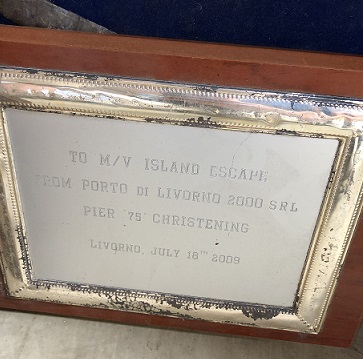 TO M/V ISLAND ESCAPE
FROM PORTO DI LIVORNO 2000 SRL
PIER "75" CHRISTENING
LIVORNO, JULY 18TH 2009